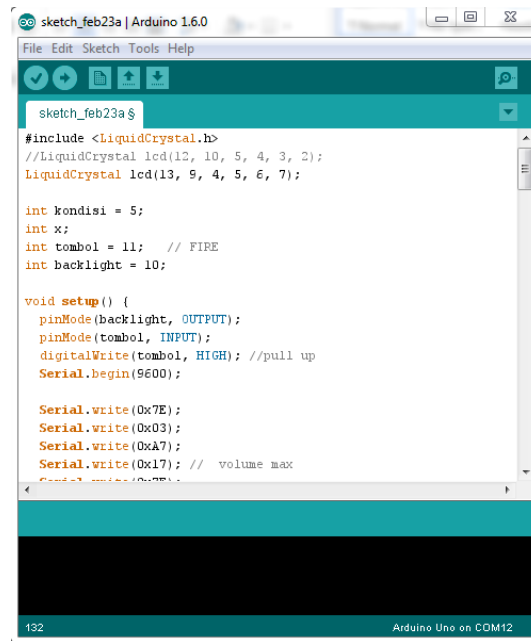 sketch_feb23a | Arduino 1.6.0
File Edit Sketch Tools Help
sketch_feb23a §
#include <LiquidCrystal.h>
//LiquidCrystal lcd(12, 10, 5, 4, 3, 2);
LiquidCrystal lcd(13, 9, 4, 5, 6, 7);
int kondisi = 5;
int x;
int tombol = 11;   // FIRE
int backlight = 10;
void setup() {
  pinMode(backlight, OUTPUT);
  pinMode(tombol, INPUT);
  digitalWrite(tombol, HIGH); //pull up
  Serial.begin(9600);
  Serial.write(0x7E);
  Serial.write(0x03);
  Serial.write(0xA7);
  Serial.write(0x17); //  volume max
132
Arduino Uno on COM12